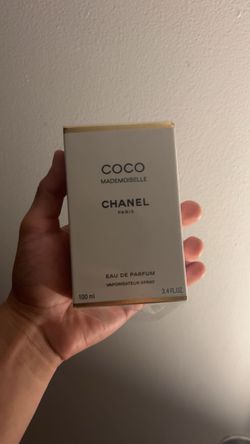 COCO
MADEMOISELLE
CHANEL
PARIS
EAU DE PARFUM
VAPORISATEUR SPRAY
100 ml 3.4 FL.OZ.